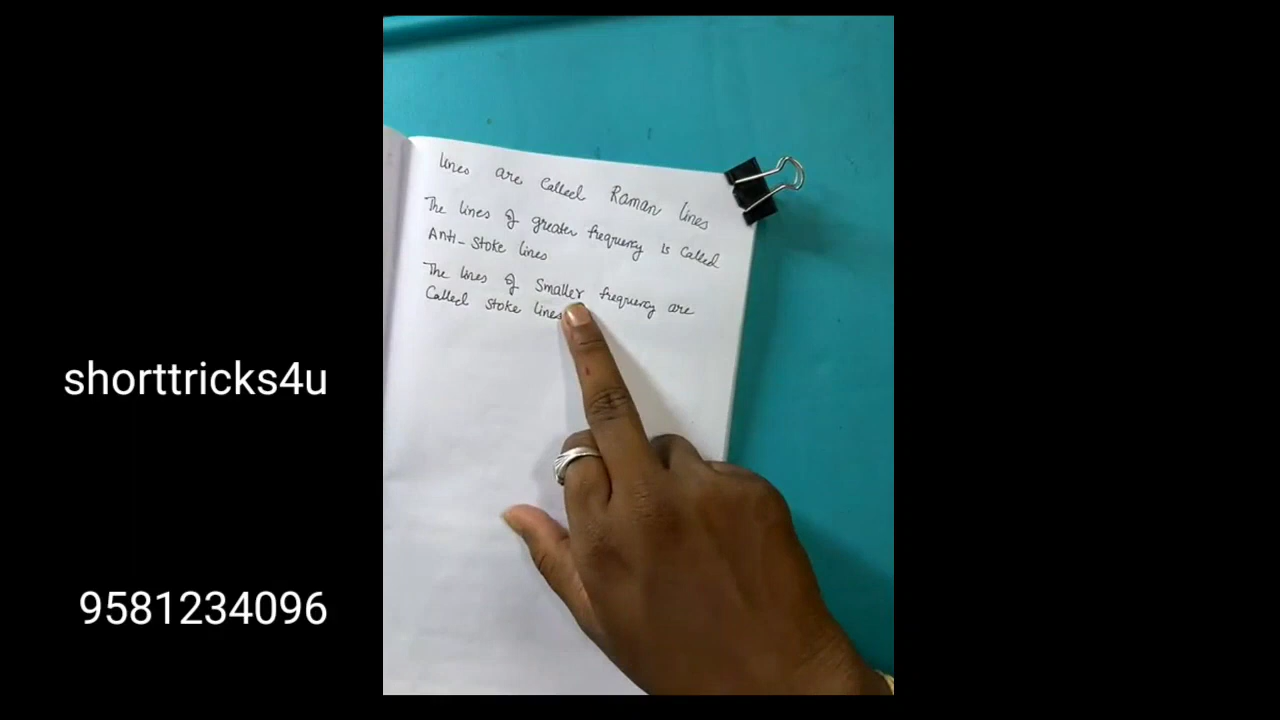 lines are called Raman lines
The lines of greater frequency is called
Anti-stoke lines
The lines of smaller frequency are
Called stoke lines
shorttricks4u
9581234096